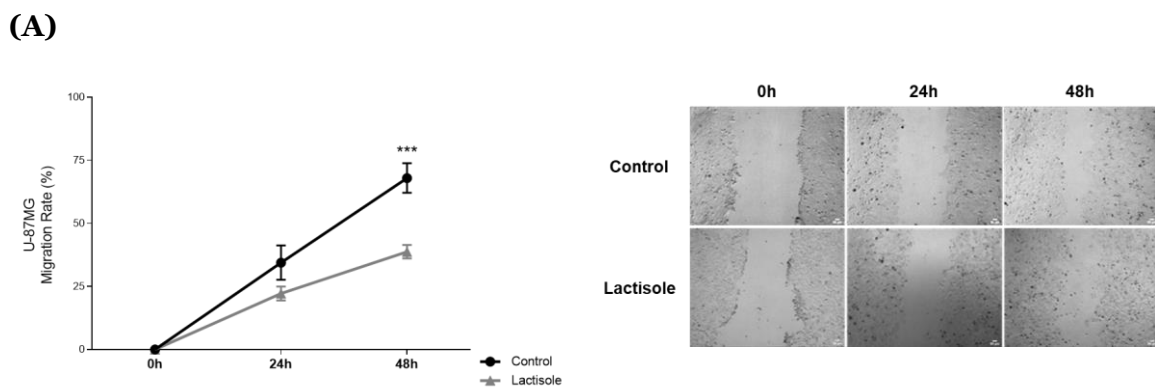 (A)
100
75
50
25
0
U-87MG
Migration Rate (%)
***
0h
24h
48h
Control
Lactisole
0h
24h
48h
Control
Lactisole